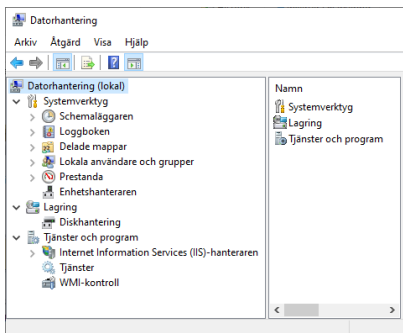 Datorhantering
Arkiv Åtgärd Visa Hjälp
Datorhantering (lokal)
Systemverktyg
Schemaläggaren
Loggboken
Delade mappar
Lokala användare och grupper
Prestanda
Enhetshanteraren
Lagring
Diskhantering
Tjänster och program
Internet Information Services (IIS)-hanteraren
Tjänster
WMI-kontroll
Namn
Systemverktyg
Lagring
Tjänster och program